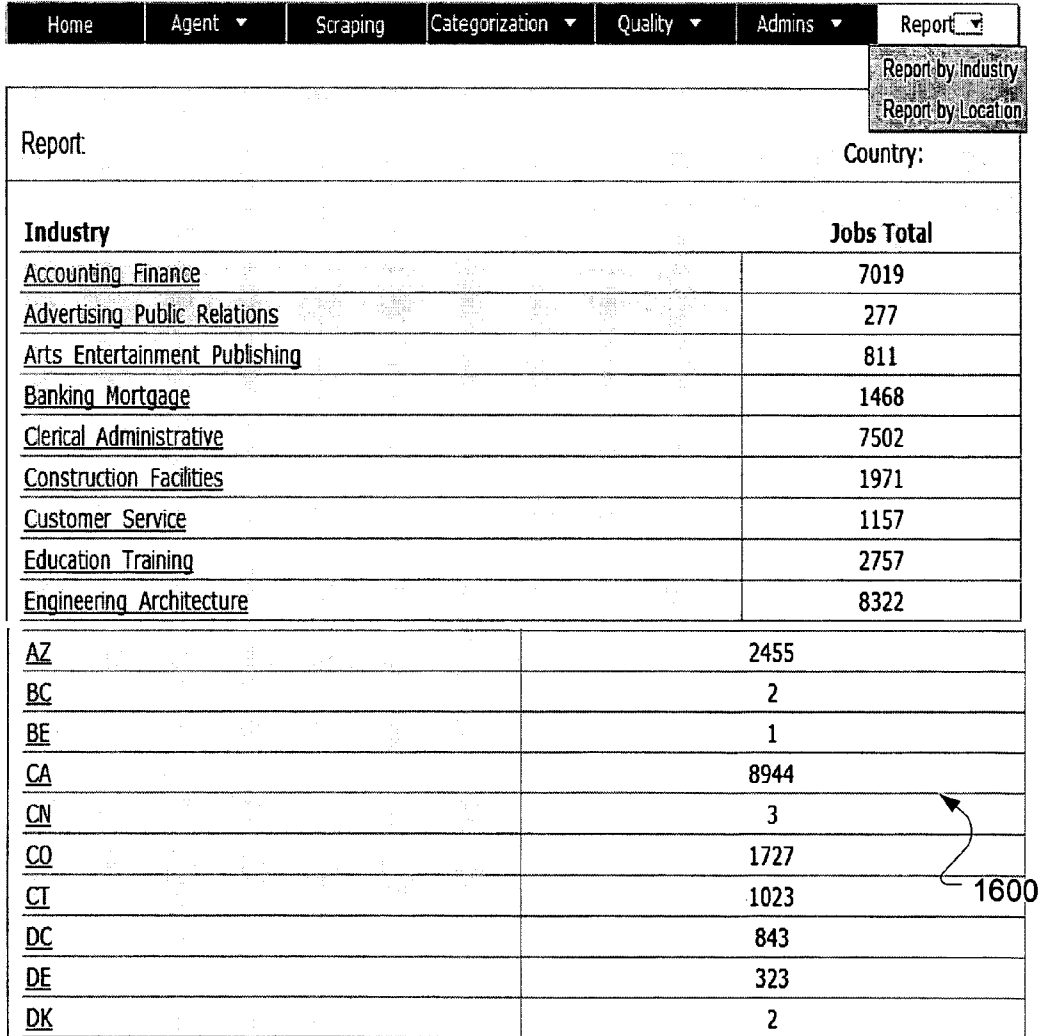 Home Agent ▼ Scraping Categorization ▼ Quality ▼ Admins ▼ Report ▼
Report by Industry
Report by Location
Report: Country:
Industry Jobs Total
Accounting Finance 7019
Advertising Public Relations 277
Arts Entertainment Publishing 811
Banking Mortgage 1468
Clerical Administrative 7502
Construction Facilities 1971
Customer Service 1157
Education Training 2757
Engineering Architecture 8322
AZ 2455
BC 2
BE 1
CA 8944
CN 3
CO 1727
CT 1023
1600
DC 843
DE 323
DK 2